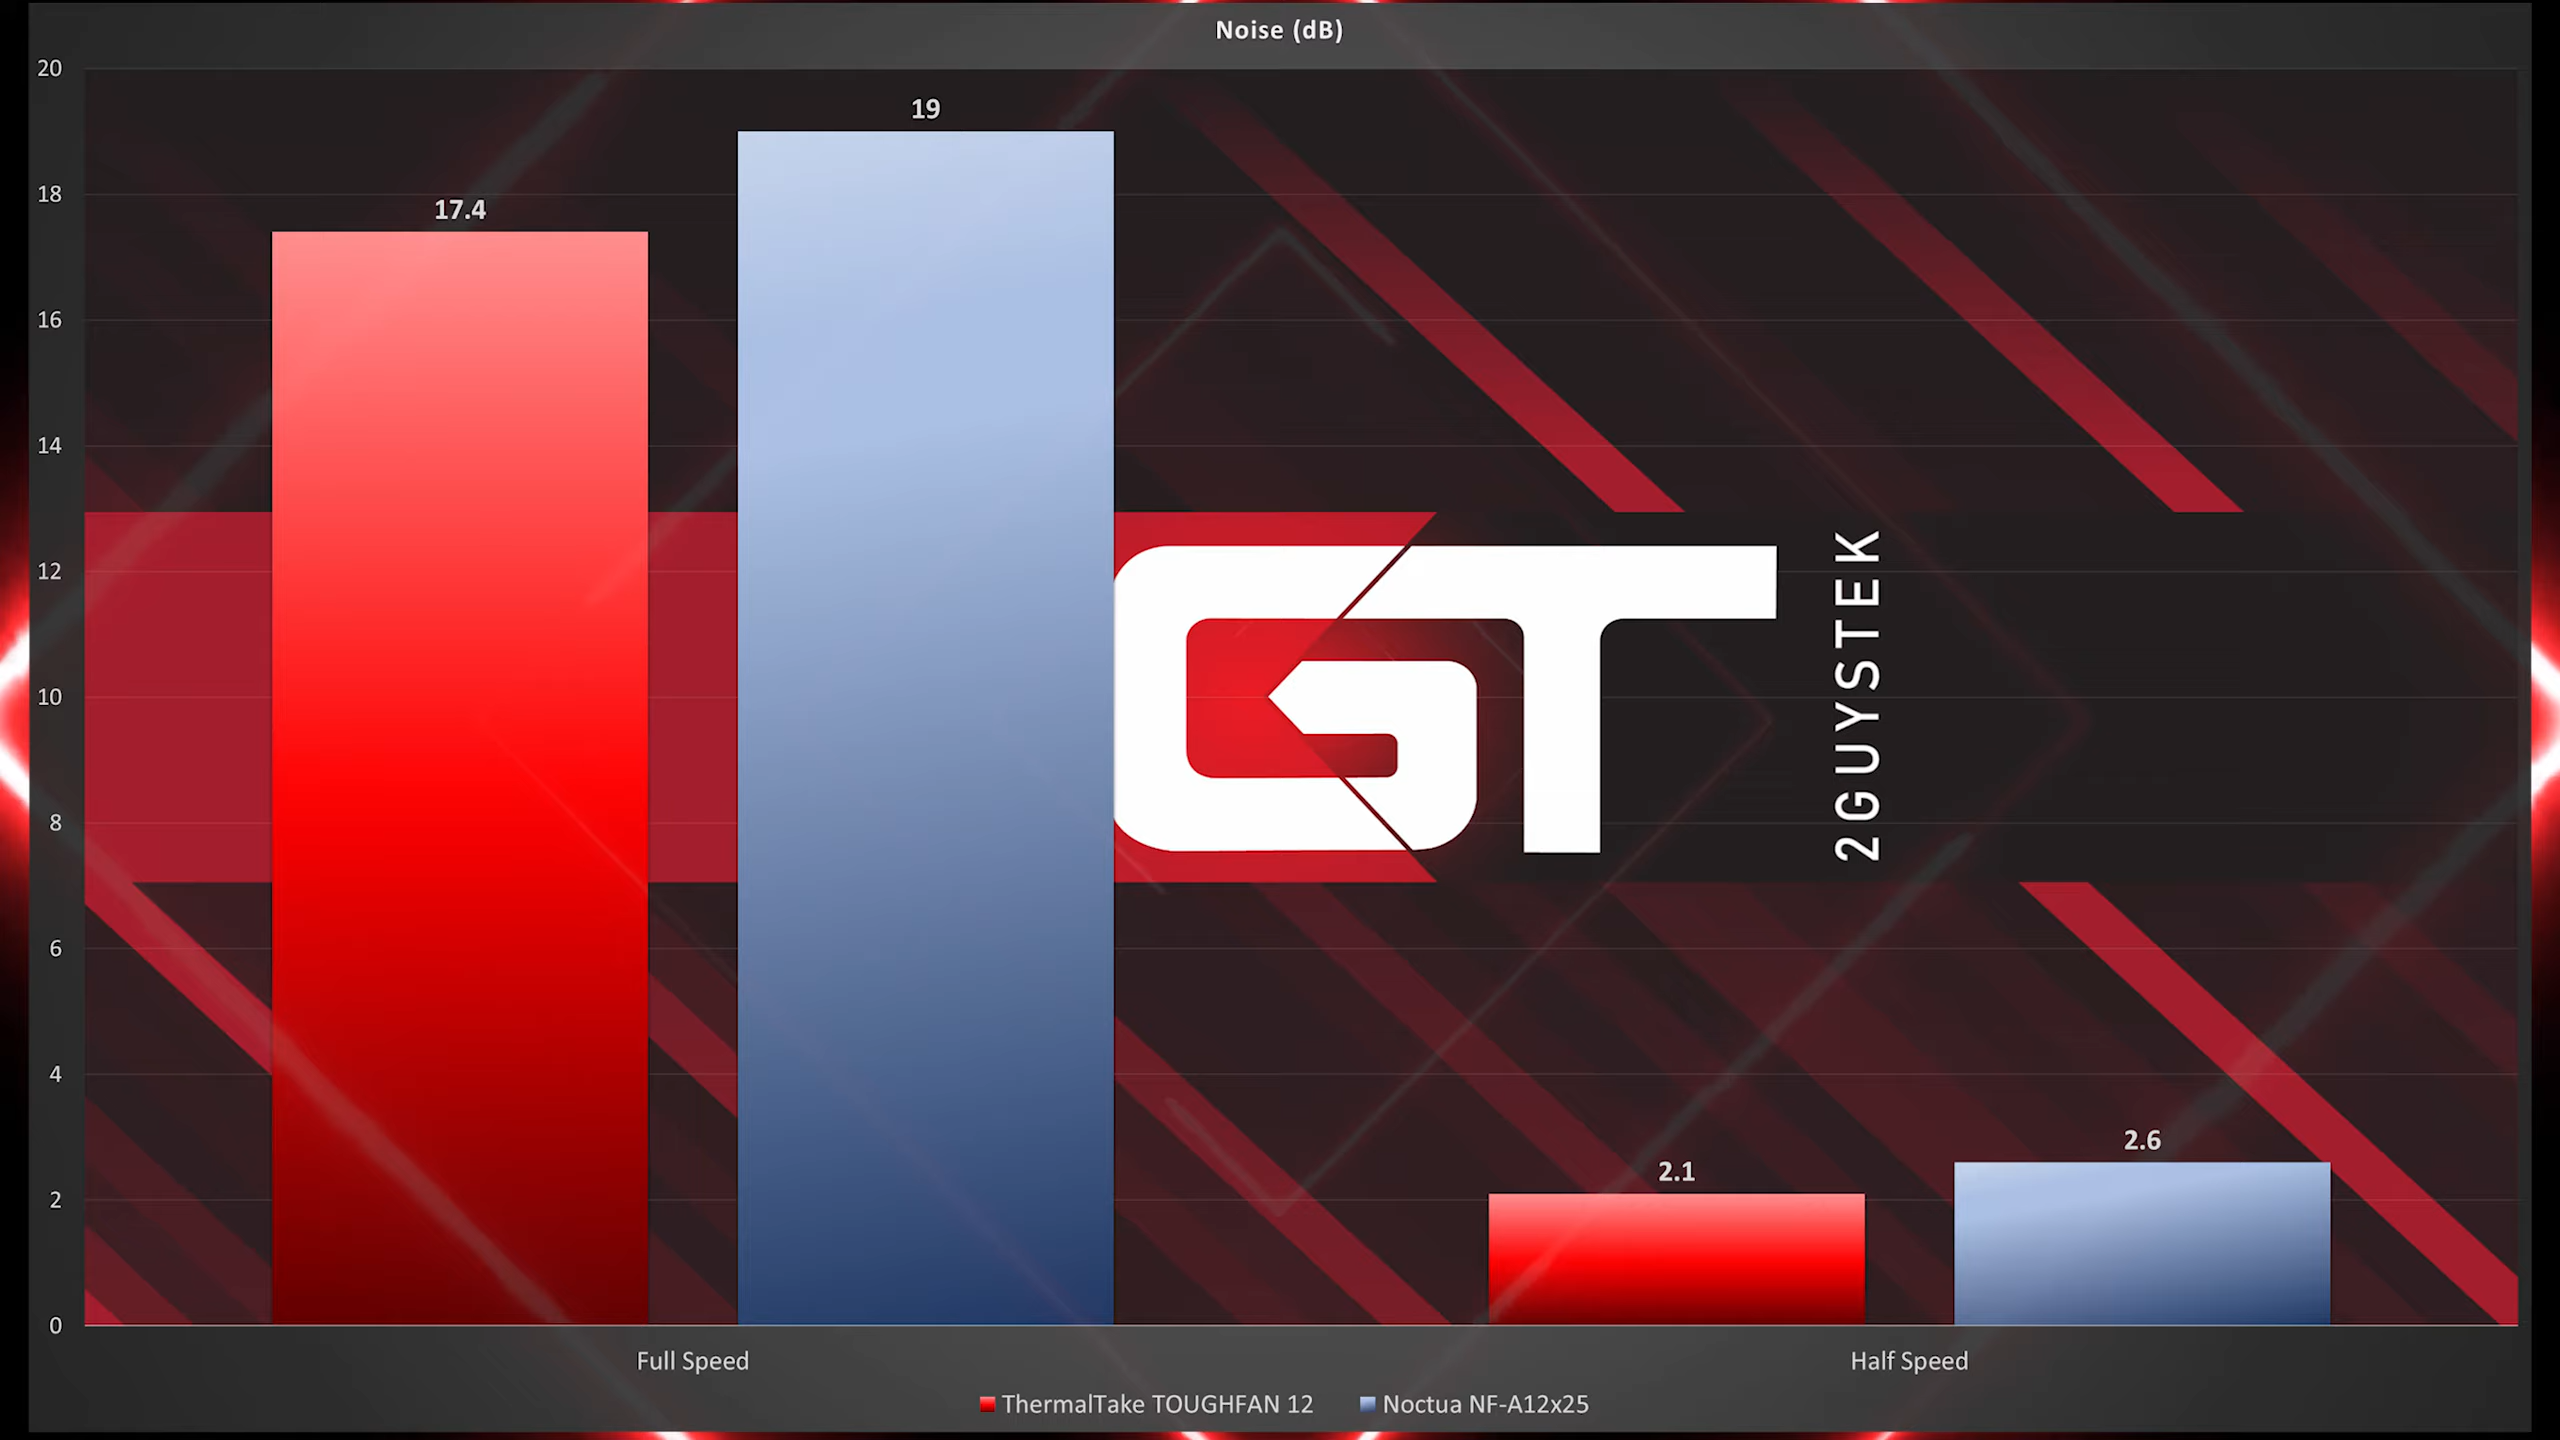 Noise (dB)
20
18
16
14
12
10
8
6
4
2
0
17.4
19
2.1
2.6
GT
2GUYSTEK
Full Speed
Half Speed
ThermalTake TOUGHFAN 12
Noctua NF-A12x25